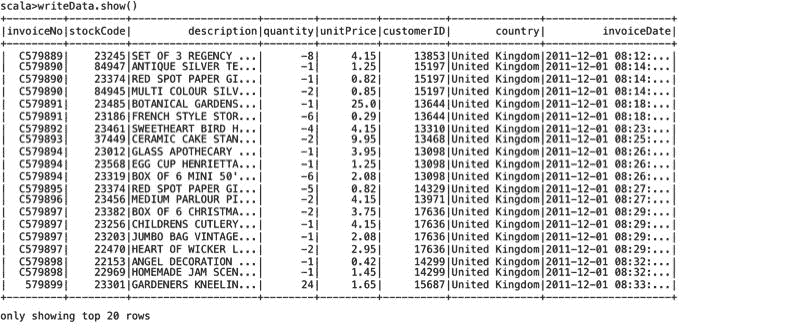 scala>writeData.show()
+---------+---------+--------------------+--------+---------+----------+--------------+--------------------+
|invoiceNo|stockCode|         description|quantity|unitPrice|customerID|       country|         invoiceDate|
+---------+---------+--------------------+--------+---------+----------+--------------+--------------------+
|  C579889|    23245|SET OF 3 REGENCY ...|      -8|     4.15|     13853|United Kingdom|2011-12-01 08:12:...|
|  C579890|    84947|ANTIQUE SILVER TE...|      -1|     1.25|     15197|United Kingdom|2011-12-01 08:14:...|
|  C579890|    23374|RED SPOT PAPER GI...|      -1|     0.82|     15197|United Kingdom|2011-12-01 08:14:...|
|  C579890|    84945|MULTI COLOUR SILV...|      -2|     0.85|     15197|United Kingdom|2011-12-01 08:14:...|
|  C579891|    23485|BOTANICAL GARDENS...|      -1|     25.0|     13644|United Kingdom|2011-12-01 08:18:...|
|  C579891|    23186|FRENCH STYLE STOR...|      -6|     0.29|     13644|United Kingdom|2011-12-01 08:18:...|
|  C579892|    23461|SWEETHEART BIRD H...|      -4|     4.15|     13310|United Kingdom|2011-12-01 08:23:...|
|  C579893|    37449|CERAMIC CAKE STAN...|      -2|     9.95|     13468|United Kingdom|2011-12-01 08:25:...|
|  C579894|    23012|GLASS APOTHECARY ...|      -1|     3.95|     13098|United Kingdom|2011-12-01 08:26:...|
|  C579894|    23568|EGG CUP HENRIETTA...|      -1|     1.25|     13098|United Kingdom|2011-12-01 08:26:...|
|  C579894|    23319|BOX OF 6 MINI 50'...|      -6|     2.08|     13098|United Kingdom|2011-12-01 08:26:...|
|  C579895|    23374|RED SPOT PAPER GI...|      -5|     0.82|     14329|United Kingdom|2011-12-01 08:27:...|
|  C579896|    23456|MEDIUM PARLOUR PI...|      -2|     4.15|     13971|United Kingdom|2011-12-01 08:27:...|
|  C579897|    23382|BOX OF 6 CHRISTMA...|      -2|     3.75|     17636|United Kingdom|2011-12-01 08:29:...|
|  C579897|    23256|CHILDRENS CUTLERY...|      -1|     4.15|     17636|United Kingdom|2011-12-01 08:29:...|
|  C579897|    23203|JUMBO BAG VINTAGE...|      -1|     2.08|     17636|United Kingdom|2011-12-01 08:29:...|
|  C579897|    22470|HEART OF WICKER L...|      -2|     2.95|     17636|United Kingdom|2011-12-01 08:29:...|
|  C579898|    22153|ANGEL DECORATION ...|      -1|     0.42|     14299|United Kingdom|2011-12-01 08:32:...|
|  C579898|    22969|HOMEMADE JAM SCEN...|      -1|     1.45|     14299|United Kingdom|2011-12-01 08:32:...|
|   579899|    23301|GARDENERS KNEELIN...|      24|     1.65|     15687|United Kingdom|2011-12-01 08:33:...|
+---------+---------+--------------------+--------+---------+----------+--------------+--------------------+
only showing top 20 rows